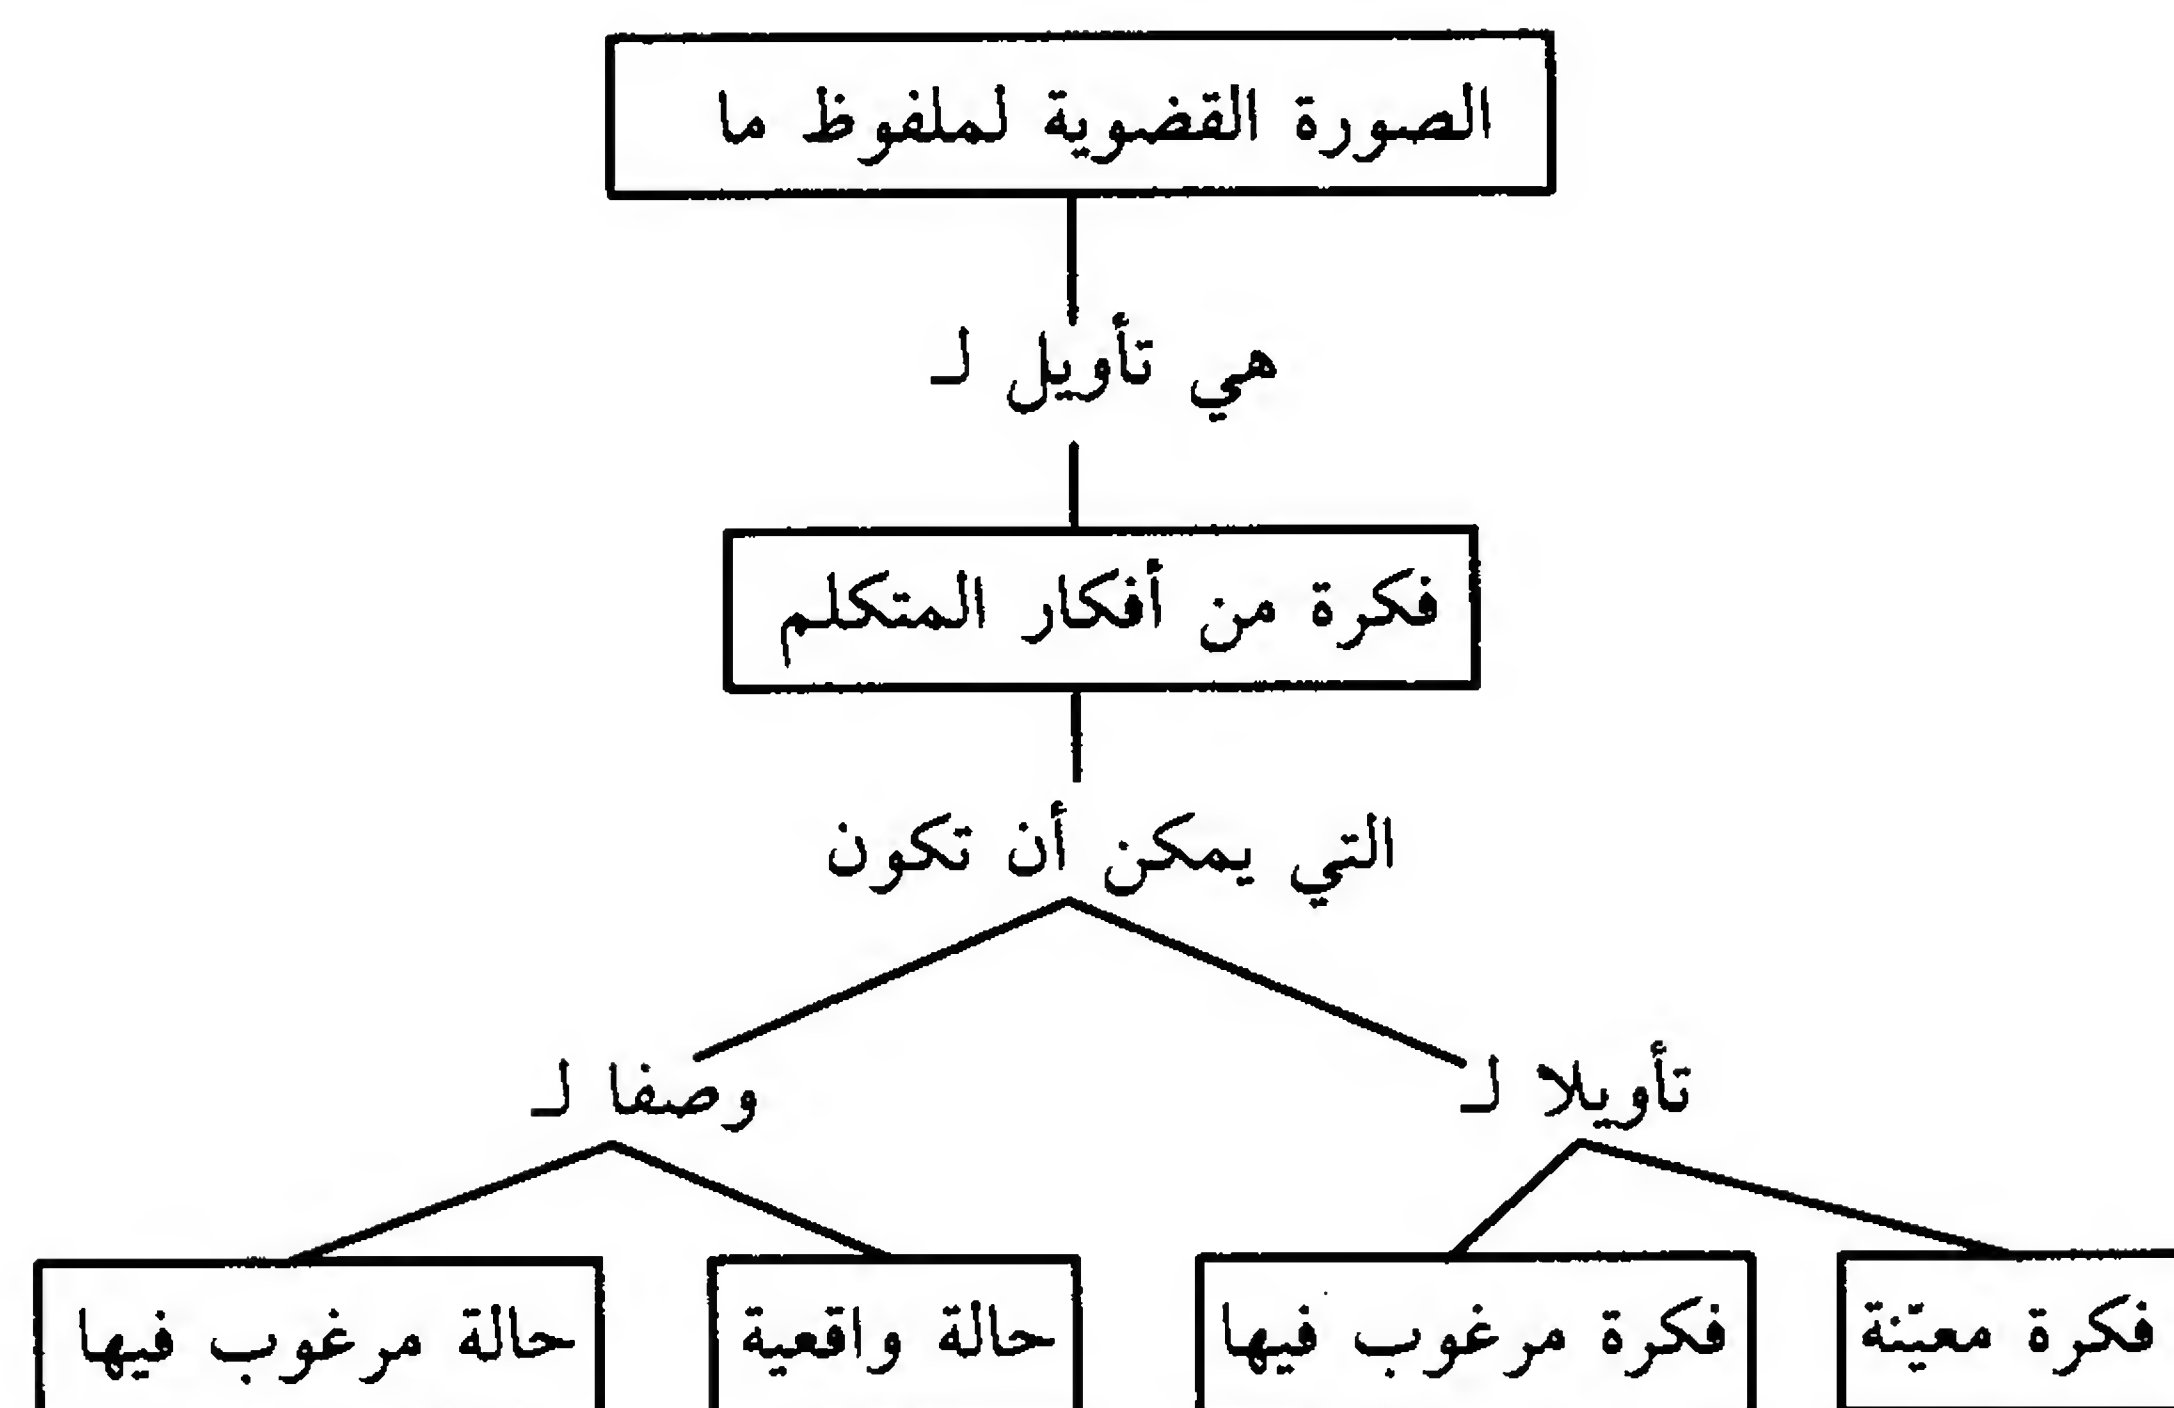 الصورة القضوية لملفوظ ما
هي تأويل لـ
فكرة من أفكار المتكلم
التي يمكن أن تكون
تأويلا لـ وصفا لـ
فكرة معيّنة فكرة مرغوب فيها حالة واقعية حالة مرغوب فيها